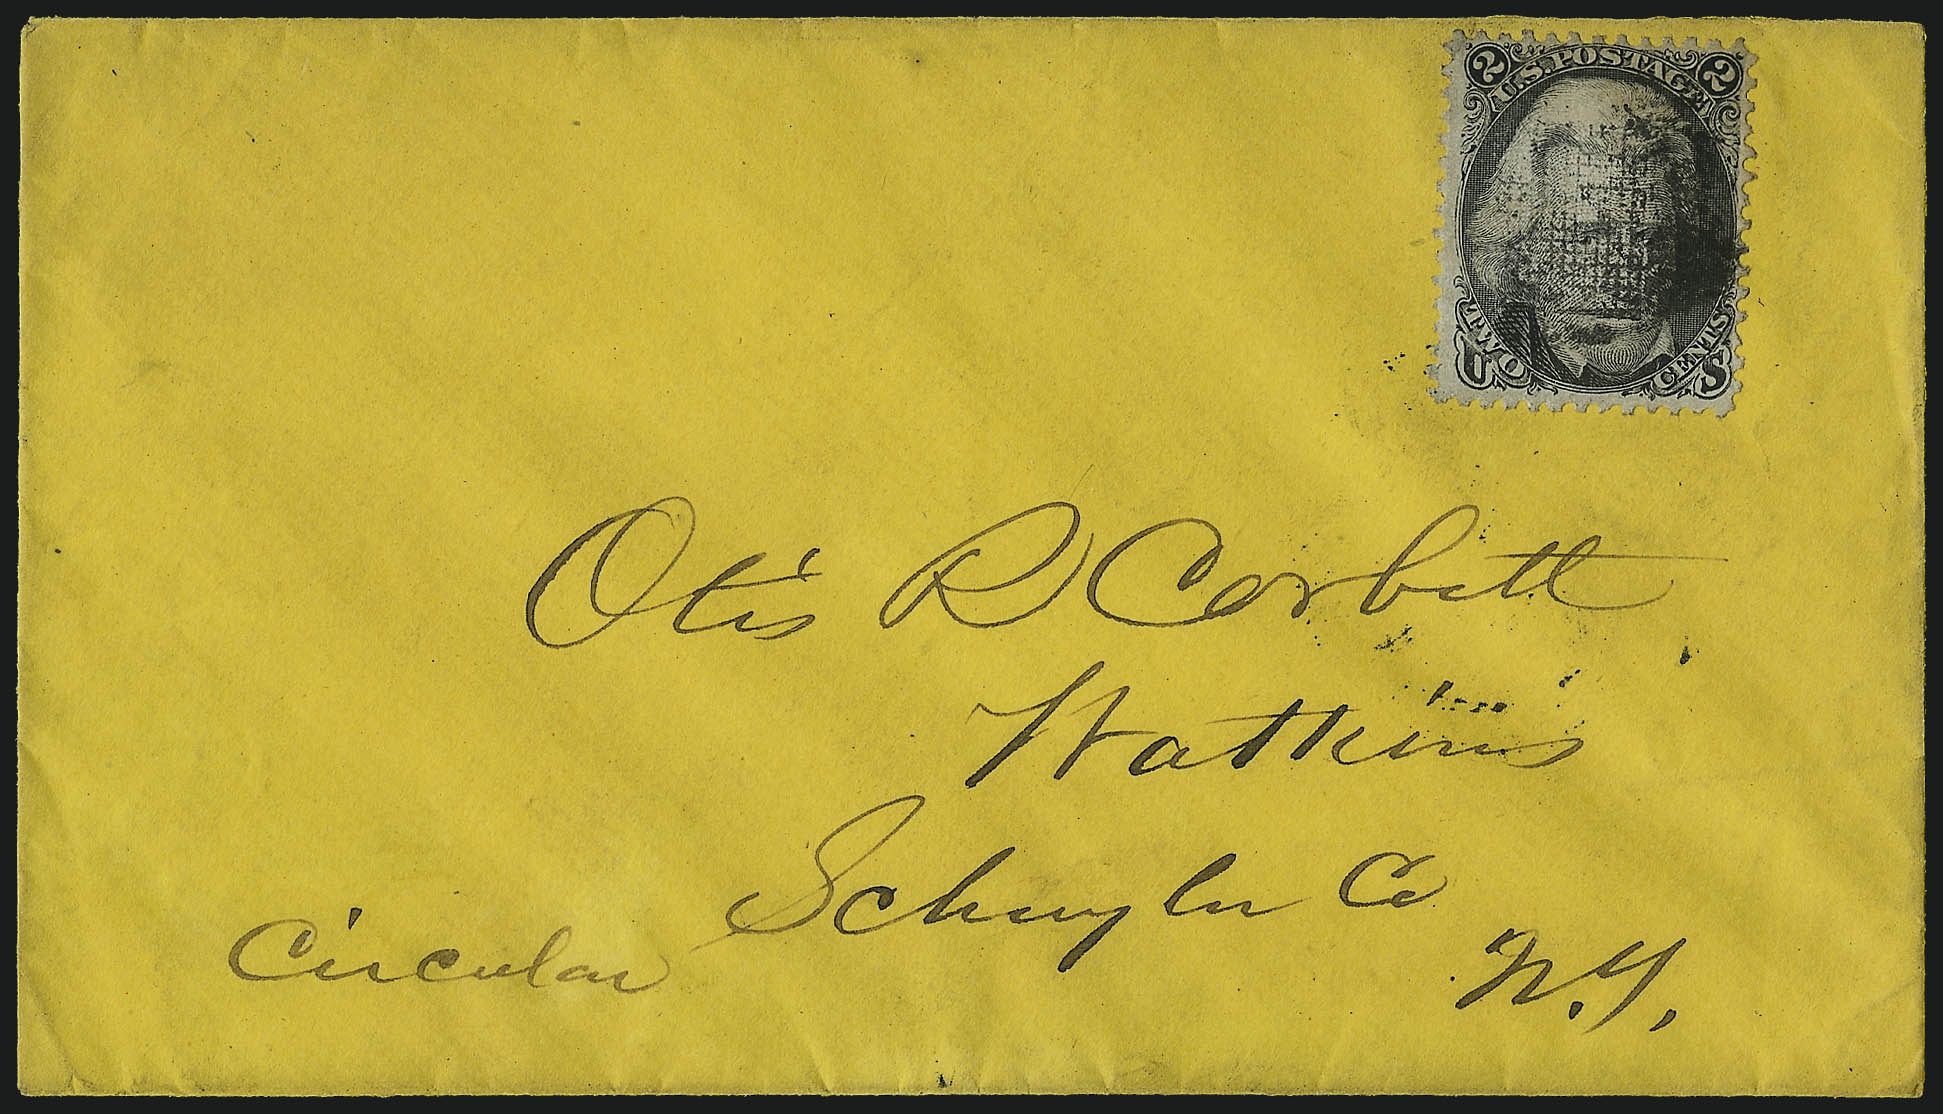 2 U.S. POSTAGE 2
TWO CENTS
U S
Otis R Corbett
Watkins
Schuyler Co
Circular
N.Y.